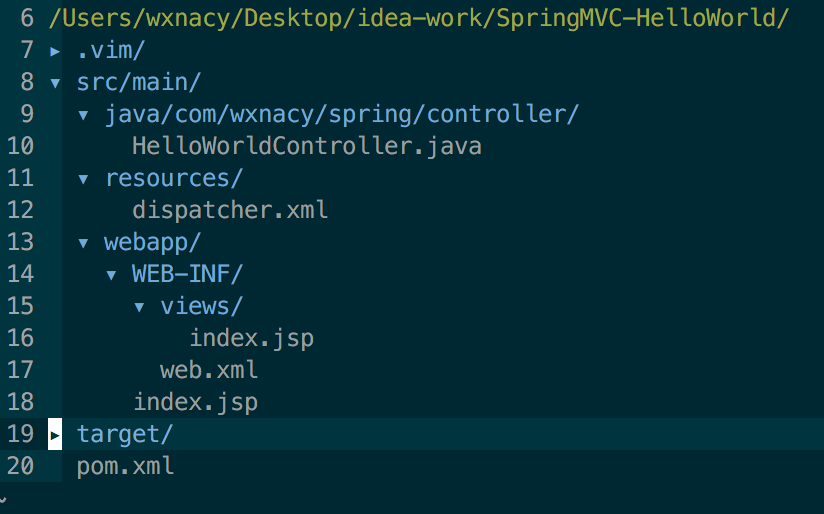 6 /Users/wxnacy/Desktop/idea-work/SpringMVC-HelloWorld/
7 ▸ .vim/
8 ▾ src/main/
9 ▾ java/com/wxnacy/spring/controller/
10 HelloWorldController.java
11 ▾ resources/
12 dispatcher.xml
13 ▾ webapp/
14 ▾ WEB-INF/
15 ▾ views/
16 index.jsp
17 web.xml
18 index.jsp
19 ▸ target/
20 pom.xml
~